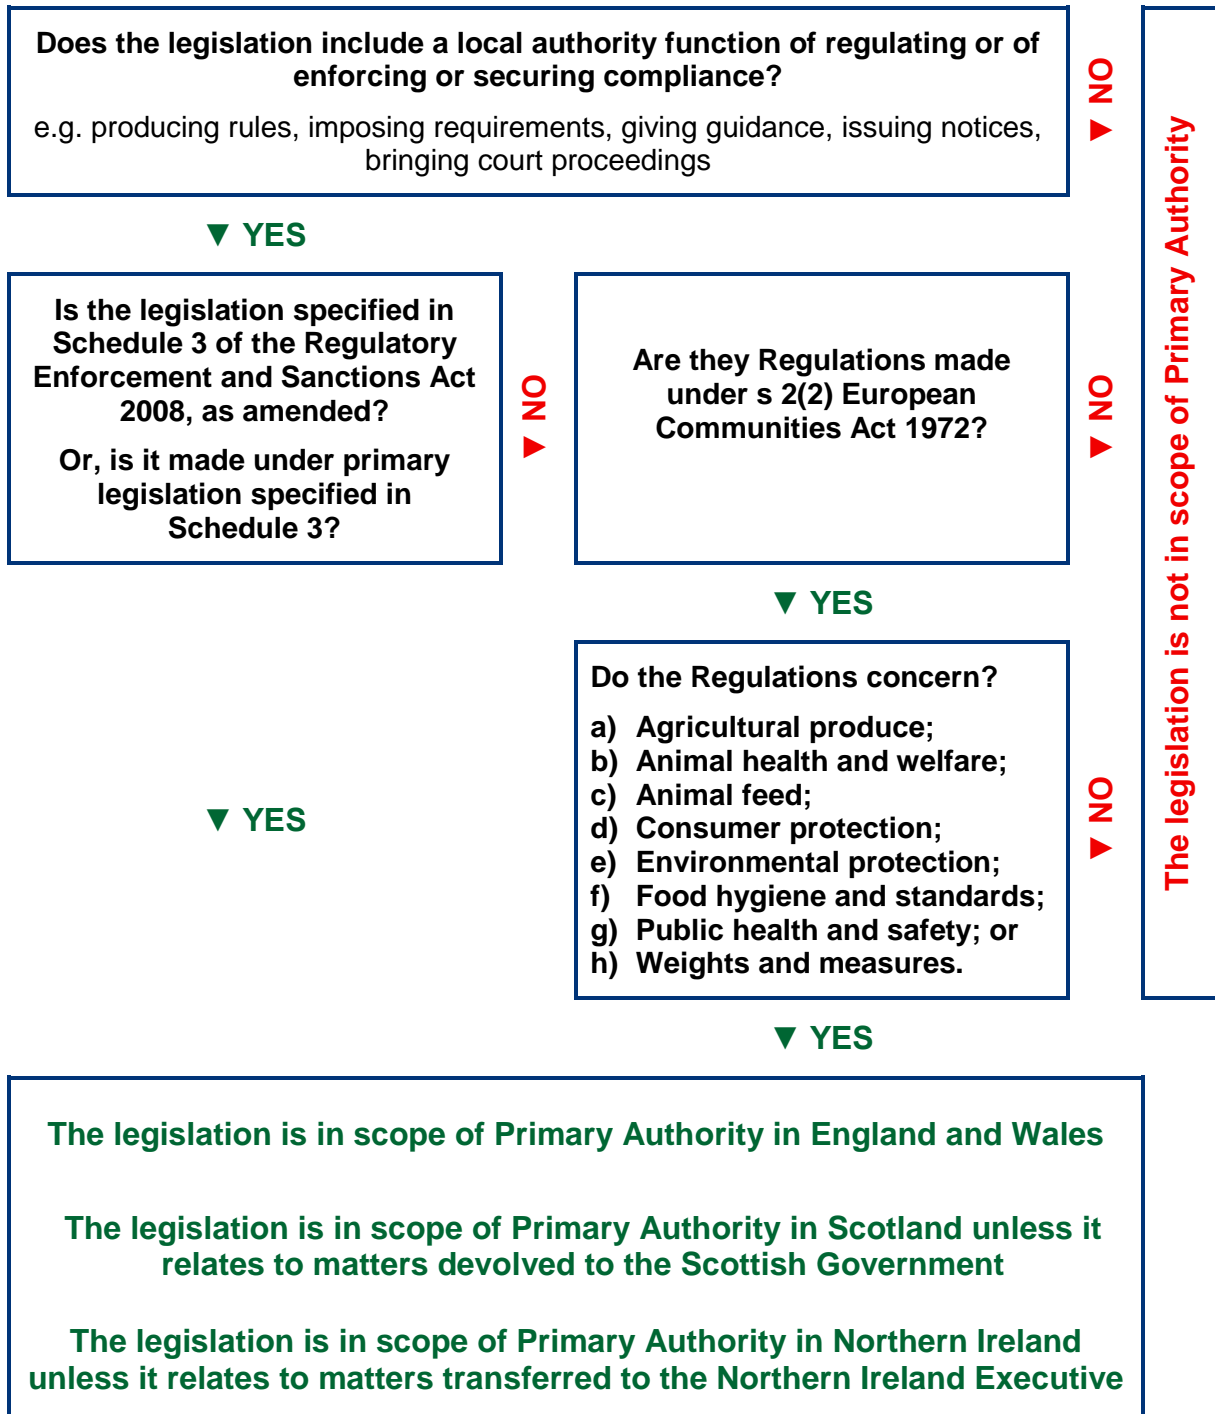 Does the legislation include a local authority function of regulating or of
enforcing or securing compliance?
e.g. producing rules, imposing requirements, giving guidance, issuing notices,
bringing court proceedings
▼ NO
▼ YES
Is the legislation specified in
Schedule 3 of the Regulatory
Enforcement and Sanctions Act
2008, as amended?
Or, is it made under primary
legislation specified in
Schedule 3?
▼ NO
Are they Regulations made
under s 2(2) European
Communities Act 1972?
▼ NO
▼ YES
▼ YES
Do the Regulations concern?
a) Agricultural produce;
b) Animal health and welfare;
c) Animal feed;
d) Consumer protection;
e) Environmental protection;
f) Food hygiene and standards;
g) Public health and safety; or
h) Weights and measures.
▼ NO
▼ YES
The legislation is not in scope of Primary Authority
The legislation is in scope of Primary Authority in England and Wales
The legislation is in scope of Primary Authority in Scotland unless it
relates to matters devolved to the Scottish Government
The legislation is in scope of Primary Authority in Northern Ireland
unless it relates to matters transferred to the Northern Ireland Executive